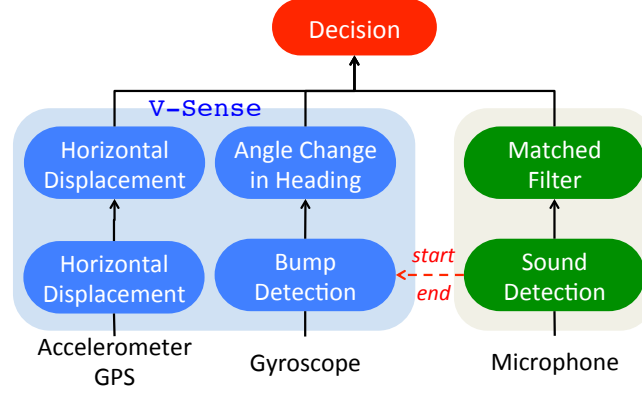 Decision
V-Sense
Horizontal
Displacement
Angle Change
in Heading
Matched
Filter
Horizontal
Displacement
Bump
Detection
start
end
Sound
Detection
Accelerometer
GPS
Gyroscope
Microphone